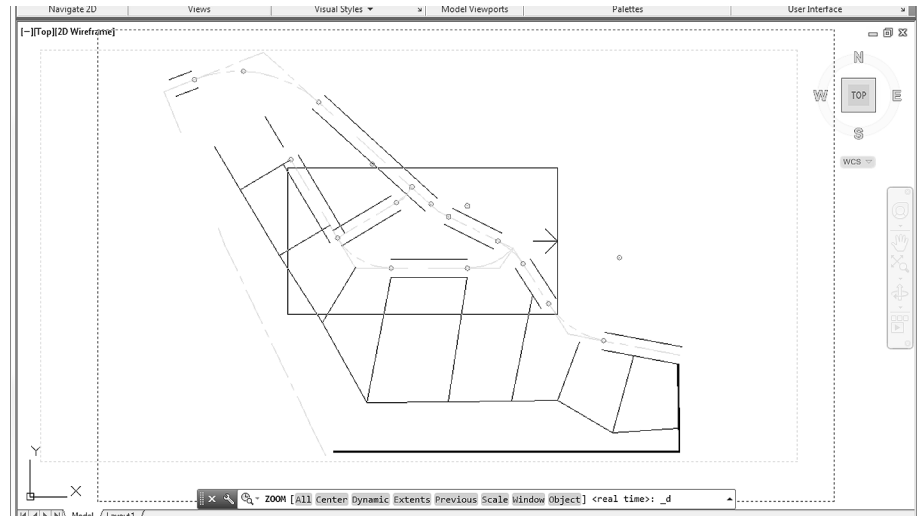 Navigate 2D Views Visual Styles Model Viewports Palettes User Interface
[−][Top][2D Wireframe]
N
W TOP E
S
WCS
Y
X
ZOOM [All Center Dynamic Extents Previous Scale Window Object] <real time>: _d
Model Layout1